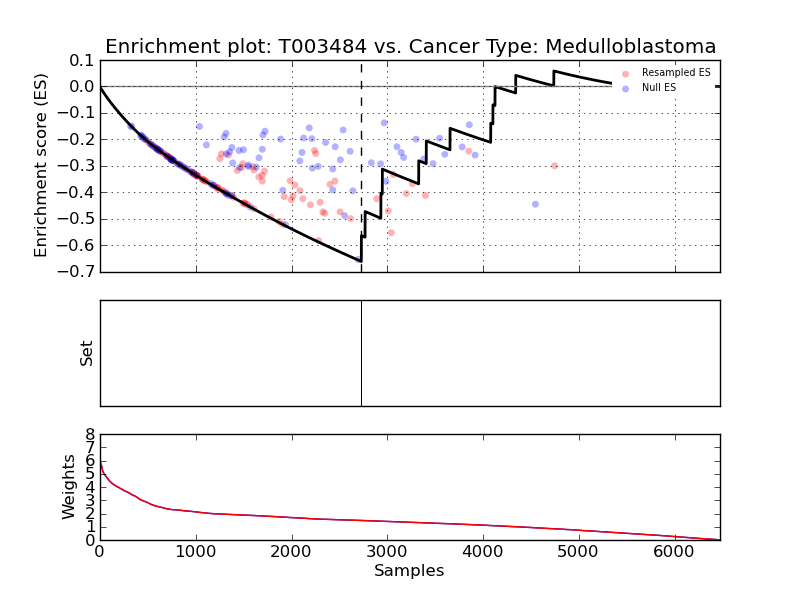 Enrichment plot: T003484 vs. Cancer Type: Medulloblastoma
Enrichment score (ES)
0.1
0.0
−0.1
−0.2
−0.3
−0.4
−0.5
−0.6
−0.7
Resampled ES
Null ES
Set
Weights
8
7
6
5
4
3
2
1
0
0 1000 2000 3000 4000 5000 6000
Samples